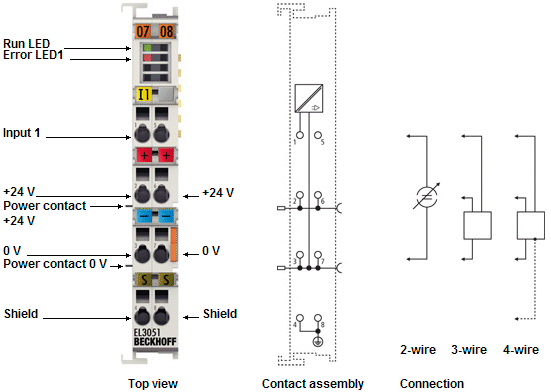 07 08
Run LED
Error LED1
I1
Input 1
1 5
+ +
+24 V
+24 V
Power contact
+24 V
2 6
- -
0 V
0 V
Power contact 0 V
3 7
S S
Shield
Shield
4 8
EL3051
BECKHOFF
2-wire 3-wire 4-wire
Top view Contact assembly Connection